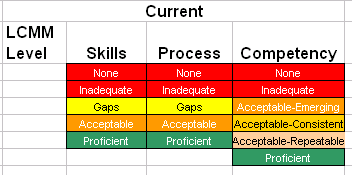 Current
LCMM
Level
Skills Process Competency
None None None
Inadequate Inadequate Inadequate
Gaps Gaps Acceptable-Emerging
Acceptable Acceptable Acceptable-Consistent
Proficient Proficient Acceptable-Repeatable
Proficient